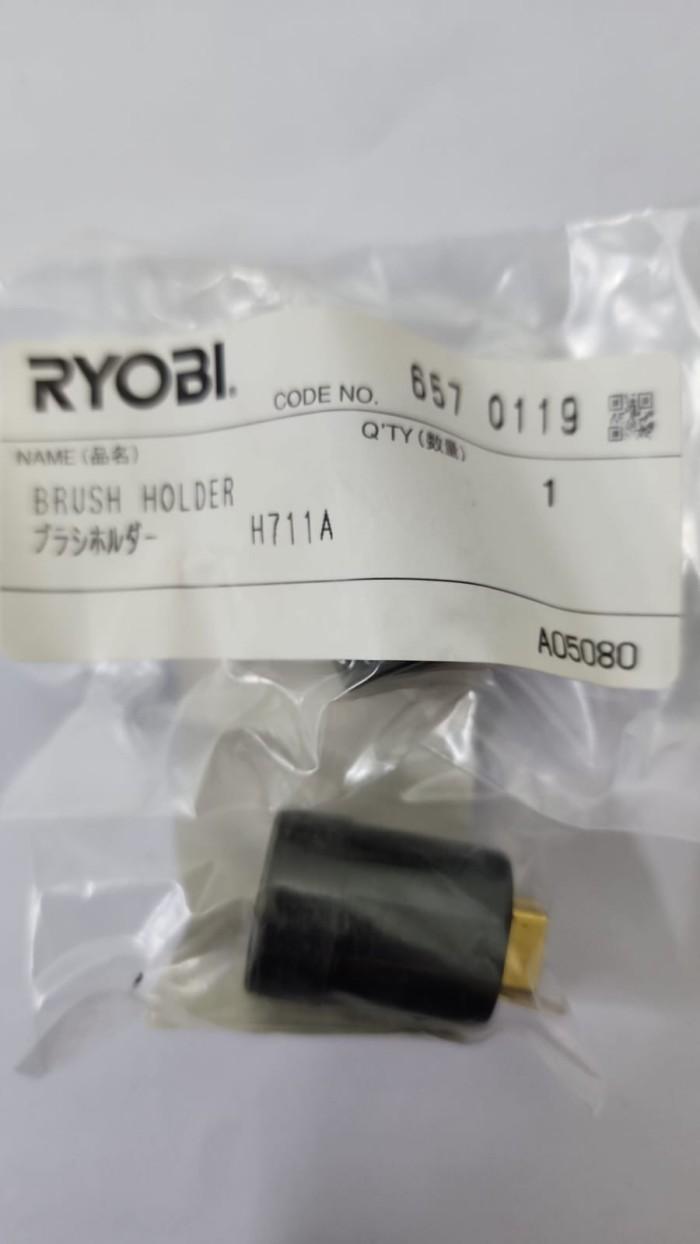 RYOBI. CODE NO. 657 0119
NAME (品名) Q'TY (数量)
BRUSH HOLDER 1
ブラシホルダー H711A
A05080